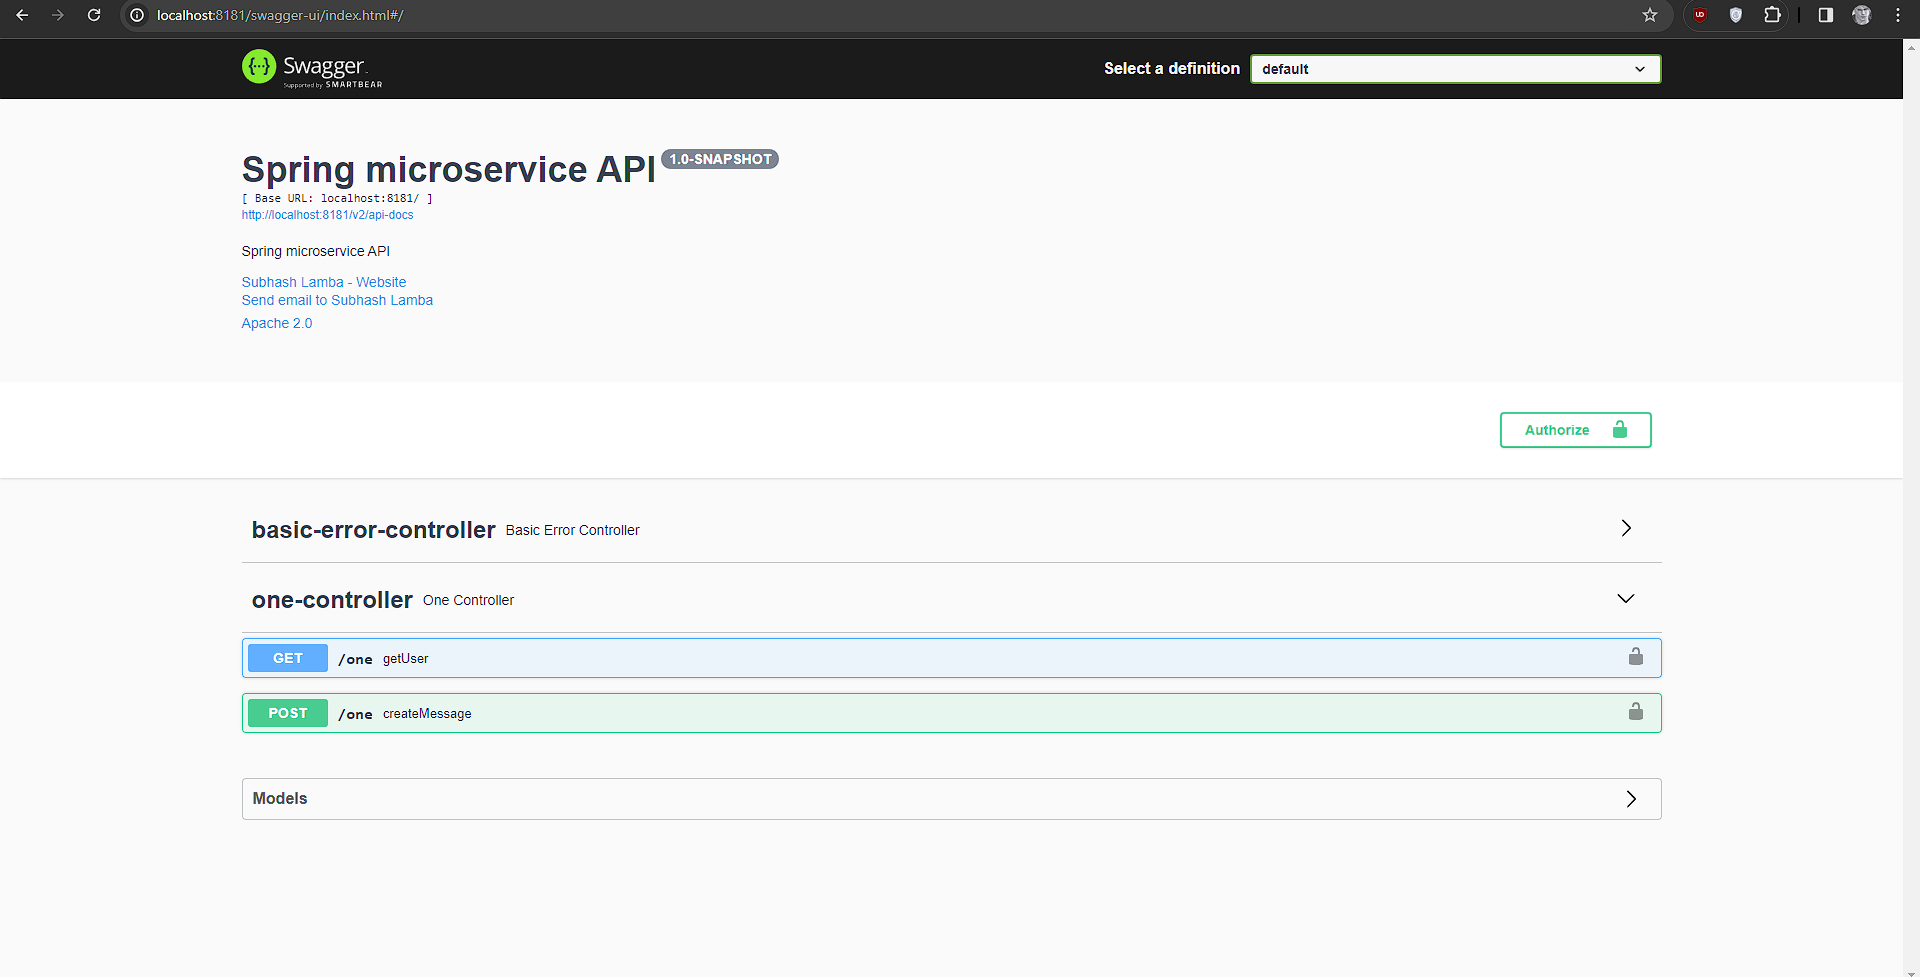 localhost:8181/swagger-ui/index.html#/
Swagger.
Supported by SMARTBEAR
Select a definition
default
Spring microservice API 1.0-SNAPSHOT
[ Base URL: localhost:8181/ ]
http://localhost:8181/v2/api-docs
Spring microservice API
Subhash Lamba - Website
Send email to Subhash Lamba
Apache 2.0
Authorize
basic-error-controller Basic Error Controller
one-controller One Controller
GET /one getUser
POST /one createMessage
Models